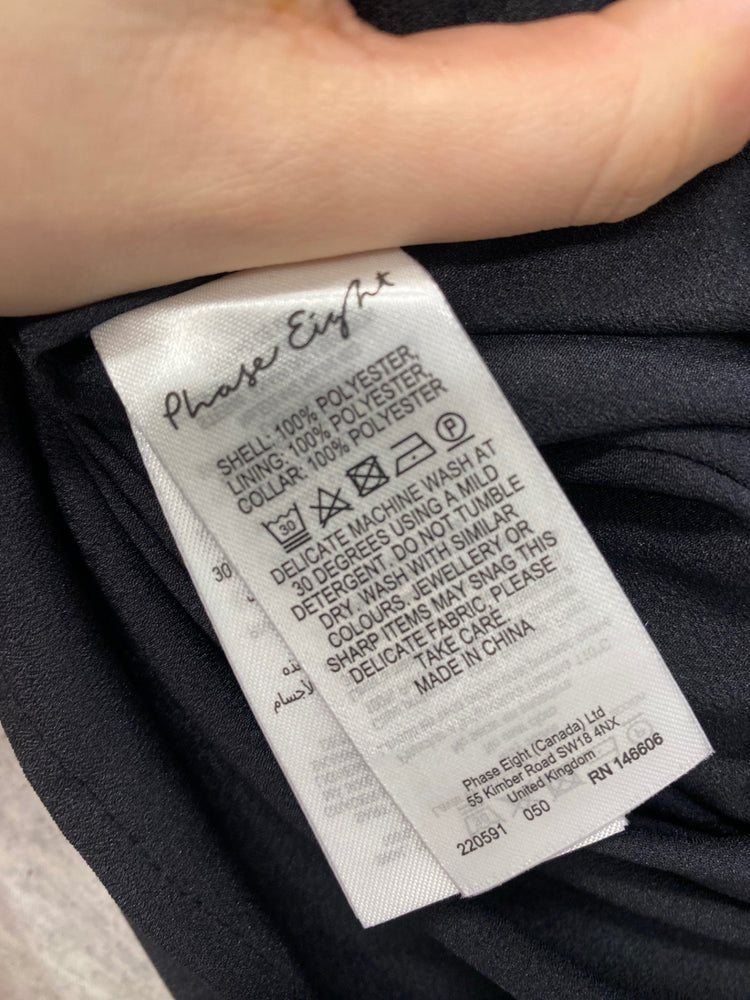 Phase Eight
SHELL: 100% POLYESTER,
LINING: 100% POLYESTER,
COLLAR: 100% POLYESTER
30
P
DELICATE MACHINE WASH AT
30 DEGREES USING A MILD
DETERGENT. DO NOT TUMBLE
DRY. WASH WITH SIMILAR
COLOURS. JEWELLERY OR
SHARP ITEMS MAY SNAG THIS
DELICATE FABRIC, PLEASE
TAKE CARE.
MADE IN CHINA
Phase Eight (Canada) Ltd
55 Kimber Road SW18 4NX
United Kingdom
220591 050 RN 146606
30